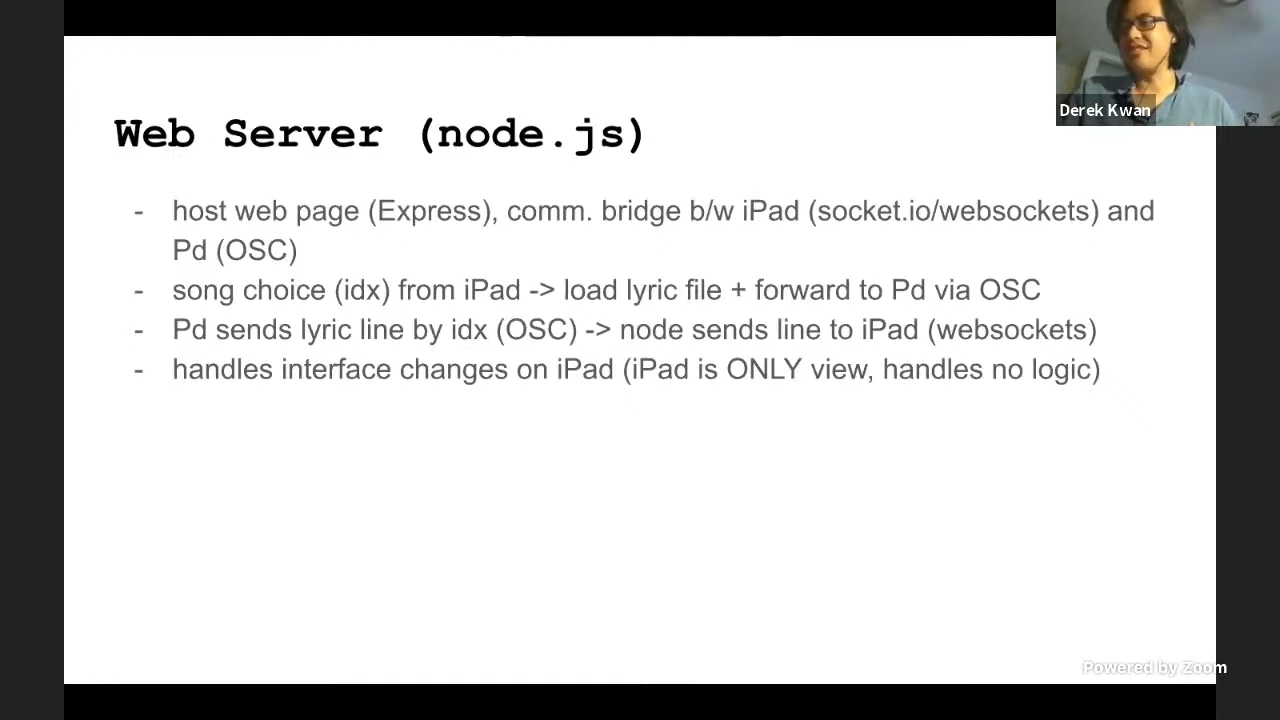 Derek Kwan
Web Server (node.js)
- host web page (Express), comm. bridge b/w iPad (socket.io/websockets) and
Pd (OSC)
- song choice (idx) from iPad -> load lyric file + forward to Pd via OSC
- Pd sends lyric line by idx (OSC) -> node sends line to iPad (websockets)
- handles interface changes on iPad (iPad is ONLY view, handles no logic)
Powered by Zoom